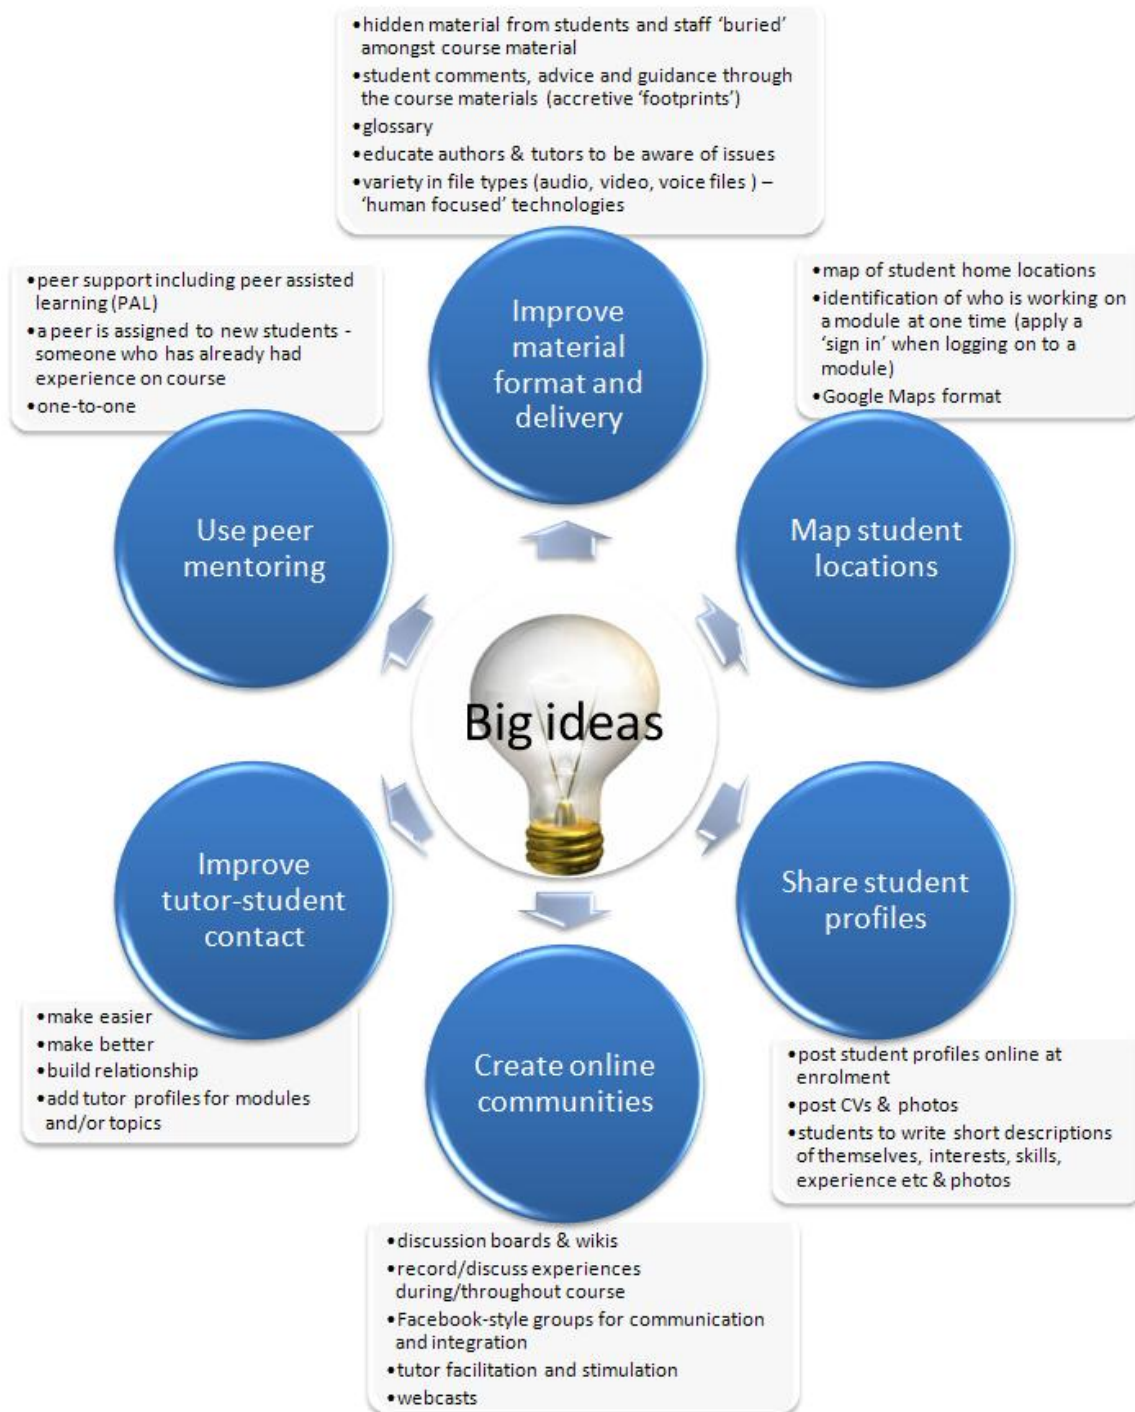 •hidden material from students and staff ‘buried’
amongst course material
•student comments, advice and guidance through
the course materials (accretive ‘footprints’)
•glossary
•educate authors & tutors to be aware of issues
•variety in file types (audio, video, voice files ) –
‘human focused’ technologies
Improve
material
format and
delivery
•map of student home locations
•identification of who is working on
a module at one time (apply a
‘sign in’ when logging on to a
module)
•Google Maps format
Map student
locations
Share student
profiles
•post student profiles online at
enrolment
•post CVs & photos
•students to write short descriptions
of themselves, interests, skills,
experience etc & photos
Create online
communities
•discussion boards & wikis
•record/discuss experiences
during/throughout course
•Facebook-style groups for communication
and integration
•tutor facilitation and stimulation
•webcasts
Improve
tutor-student
contact
•make easier
•make better
•build relationship
•add tutor profiles for modules
and/or topics
•peer support including peer assisted
learning (PAL)
•a peer is assigned to new students -
someone who has already had
experience on course
•one-to-one
Use peer
mentoring
Big ideas